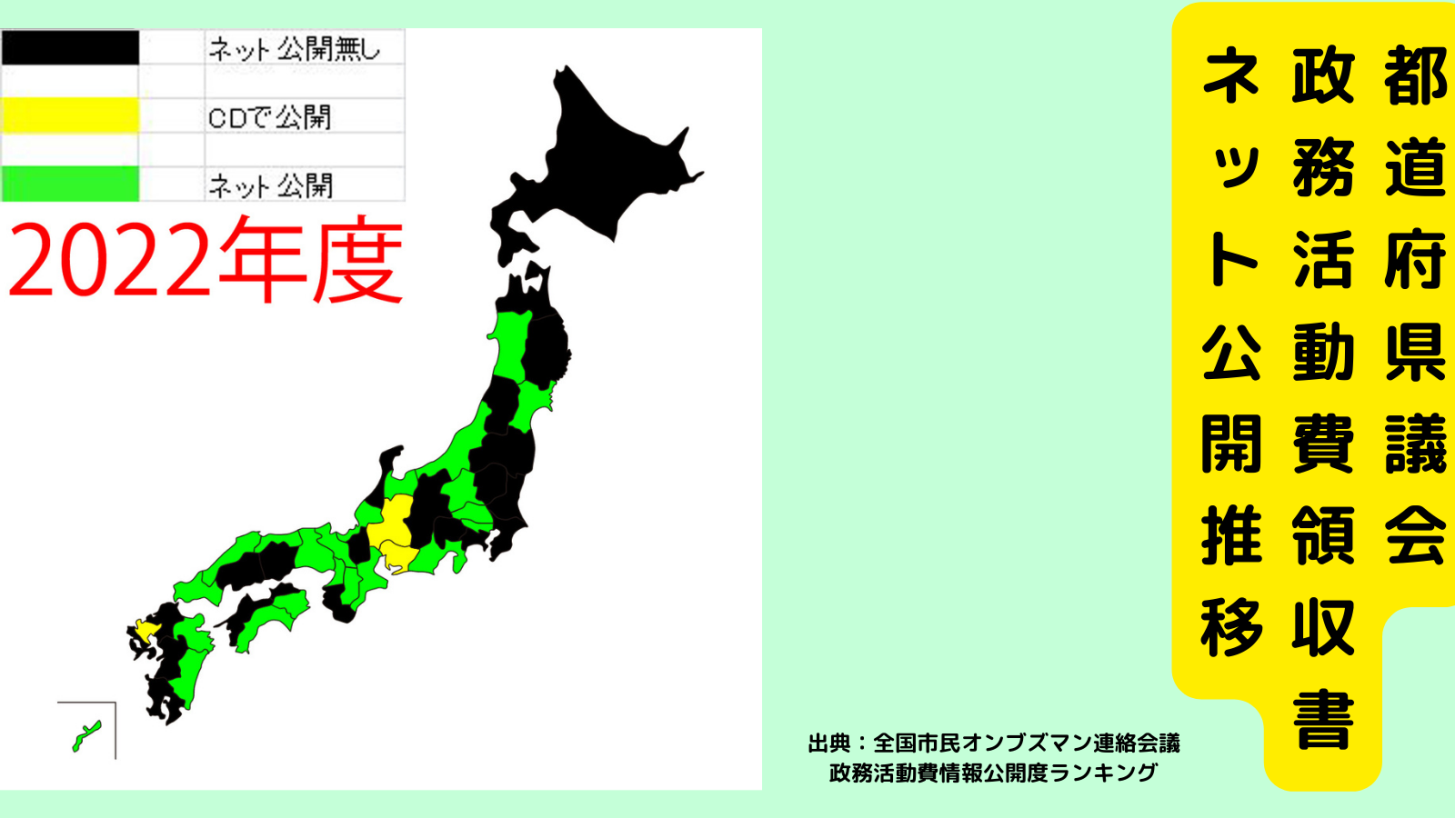 ネット公開無し
CDで公開
ネット公開
2022年度
都道府県議会
政務活動費領収書
ネット公開推移
出典：全国市民オンブズマン連絡会議
政務活動費情報公開度ランキング